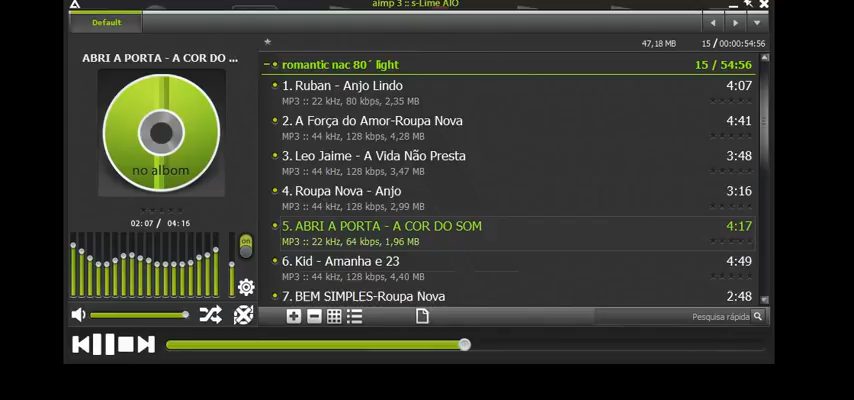 aimp 3 :: s-Lime AIO
Default
ABRI A PORTA - A COR DO ...
47,18 MB
15 / 00:00:54:56
romantic nac 80´ light
15 / 54:56
1. Ruban - Anjo Lindo
4:07
MP3 :: 22 kHz, 80 kbps, 2,35 MB
2. A Força do Amor-Roupa Nova
4:41
MP3 :: 44 kHz, 128 kbps, 4,28 MB
3. Leo Jaime - A Vida Não Presta
3:48
MP3 :: 44 kHz, 128 kbps, 3,47 MB
no albom
4. Roupa Nova - Anjo
3:16
MP3 :: 44 kHz, 128 kbps, 2,99 MB
02:07 / 04:16
5. ABRI A PORTA - A COR DO SOM
4:17
MP3 :: 22 kHz, 64 kbps, 1,96 MB
on
6. Kid - Amanha e 23
4:49
MP3 :: 44 kHz, 128 kbps, 4,40 MB
7. BEM SIMPLES-Roupa Nova
2:48
Pesquisa rápida